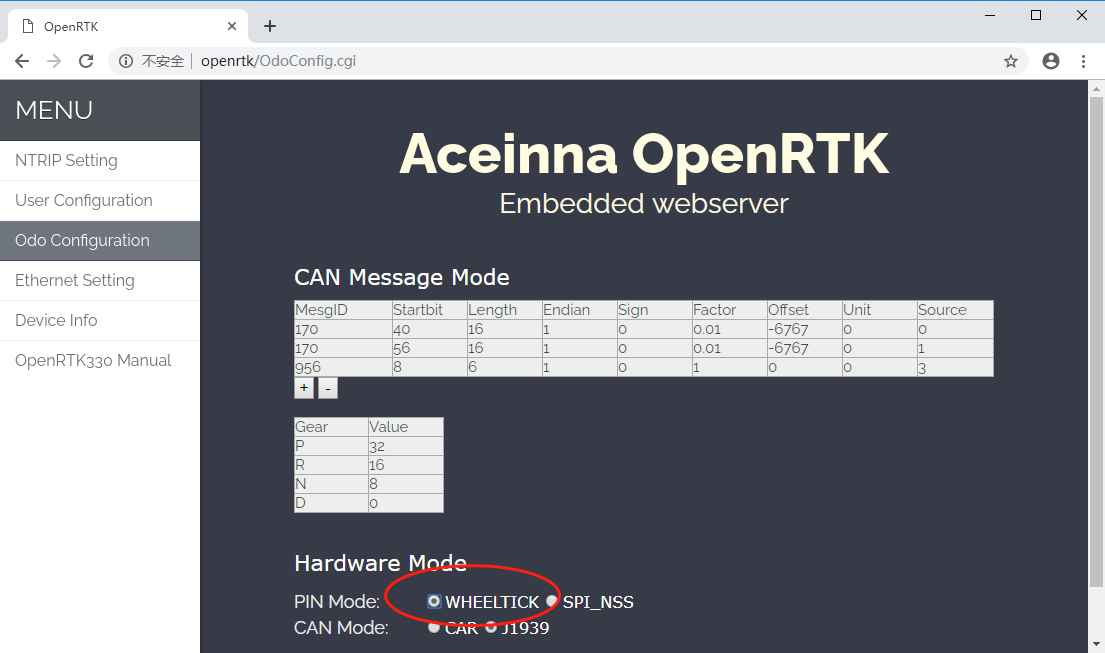 OpenRTK
不安全 openrtk/OdoConfig.cgi
MENU
NTRIP Setting
User Configuration
Odo Configuration
Ethernet Setting
Device Info
OpenRTK330 Manual
Aceinna OpenRTK
Embedded webserver
CAN Message Mode
MesgID Startbit Length Endian Sign Factor Offset Unit Source
170 40 16 1 0 0.01 -6767 0 0
170 56 16 1 0 0.01 -6767 0 1
956 8 6 1 0 1 0 0 3
+ -
Gear Value
P 32
R 16
N 8
D 0
Hardware Mode
PIN Mode: WHEELTICK SPI_NSS
CAN Mode: CAR J1939